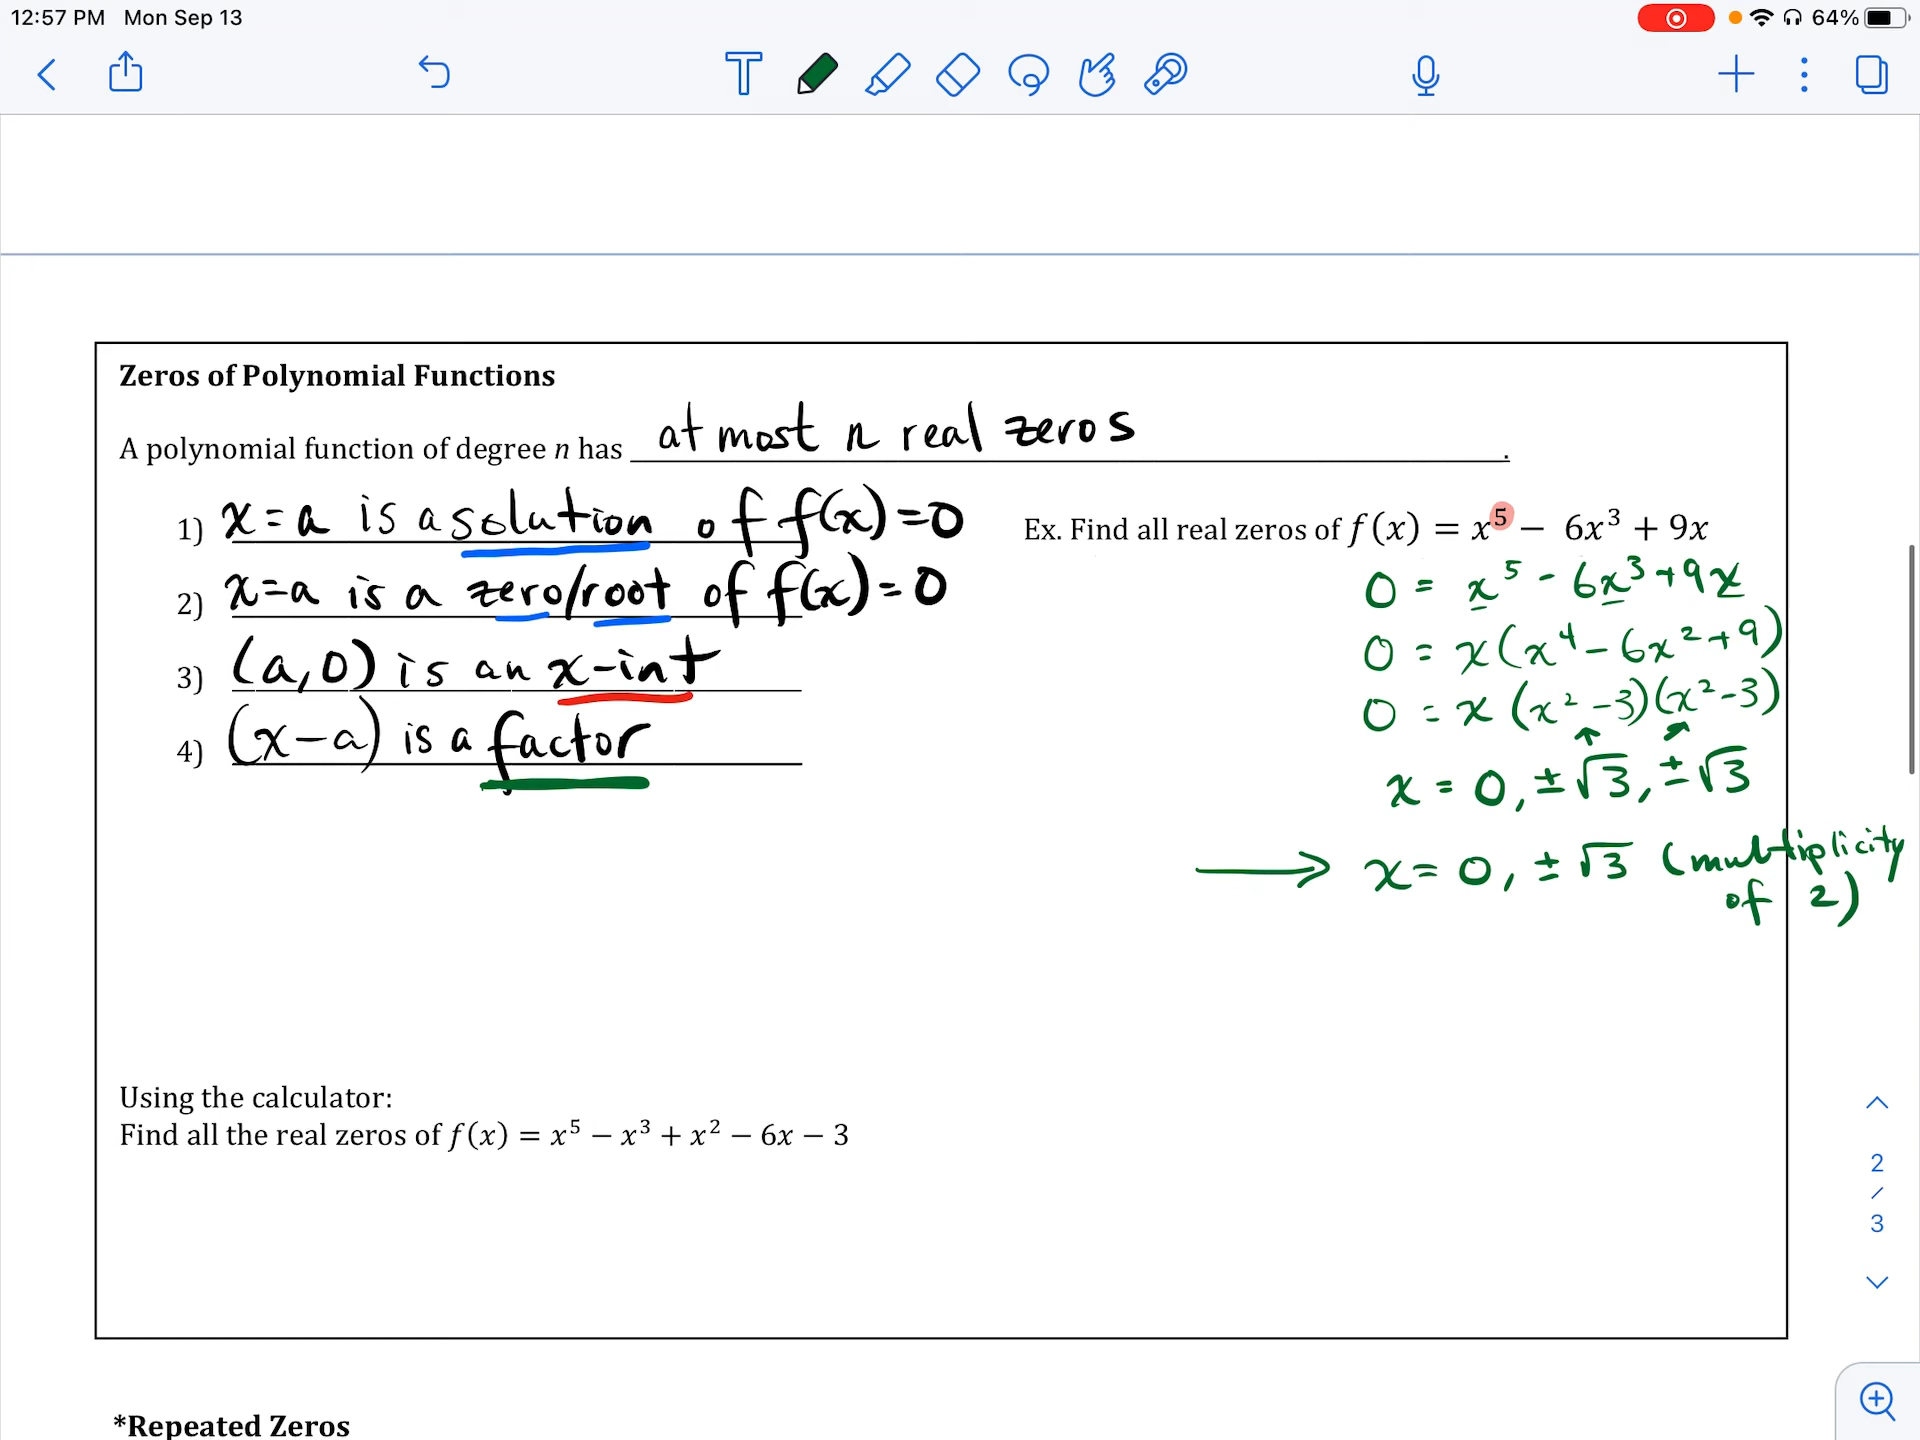 12:57 PM Mon Sep 13
64%
Zeros of Polynomial Functions
A polynomial function of degree n has at most n real zeros.
1) x=a is a solution of f(x)=0
2) x=a is a zero/root of f(x)=0
3) (a,0) is an x-int
4) (x-a) is a factor
Ex. Find all real zeros of f(x) = x⁵ − 6x³ + 9x
0 = x⁵ - 6x³ + 9x
0 = x(x⁴ - 6x² + 9)
0 = x(x² - 3)(x² - 3)
x = 0, ±√3, ±√3
→ x = 0, ±√3 (multiplicity
of 2)
Using the calculator:
Find all the real zeros of f(x) = x⁵ − x³ + x² − 6x − 3
2
/
3
*Repeated Zeros